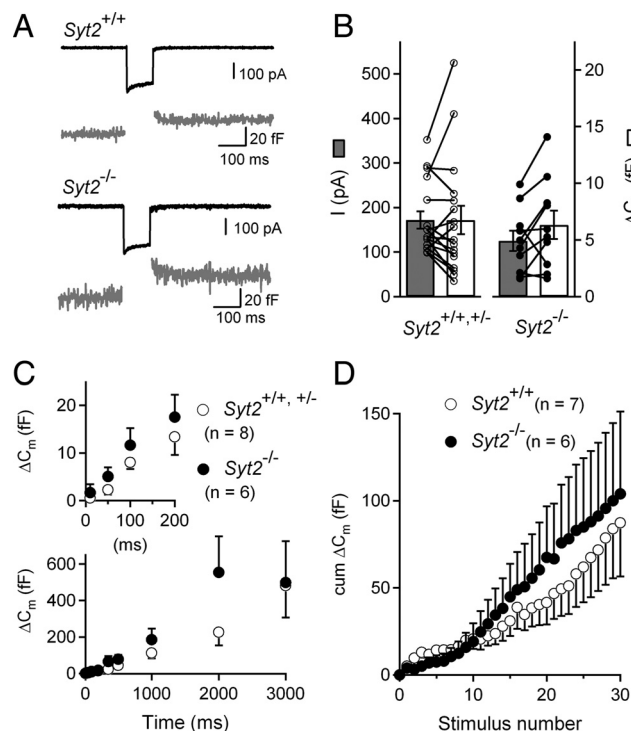 A
Syt2+/+
100 pA
20 fF
100 ms
Syt2-/-
100 pA
20 fF
100 ms
B
I (pA)
500
400
300
200
100
0
20
15
10
5
0
(fF)
Syt2+/+,+/-
Syt2-/-
C
ΔCm (fF)
20
10
0
0
100
200
(ms)
Syt2+/+, +/-
(n = 8)
Syt2-/-
(n = 6)
ΔCm (fF)
600
400
200
0
0
1000
2000
3000
Time (ms)
D
Syt2+/+ (n = 7)
Syt2-/- (n = 6)
cum ΔCm (fF)
150
100
50
0
0
10
20
30
Stimulus number